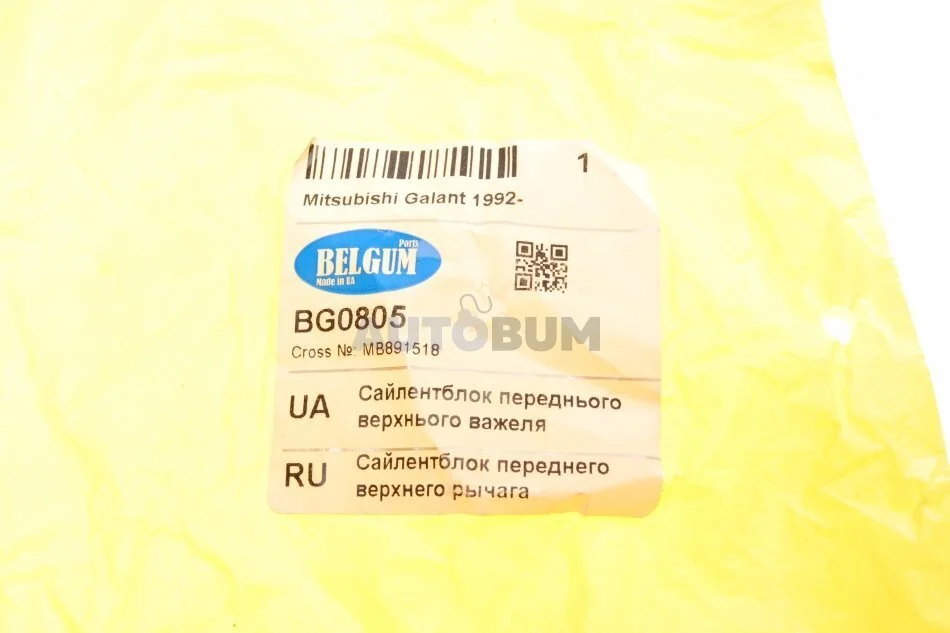 1
Mitsubishi Galant 1992-
Parts
BELGUM
Made in UA
BG0805
AUTOBUM
Cross №: MB891518
UA
Сайлентблок переднього
верхнього важеля
RU
Сайлентблок переднего
верхнего рычага